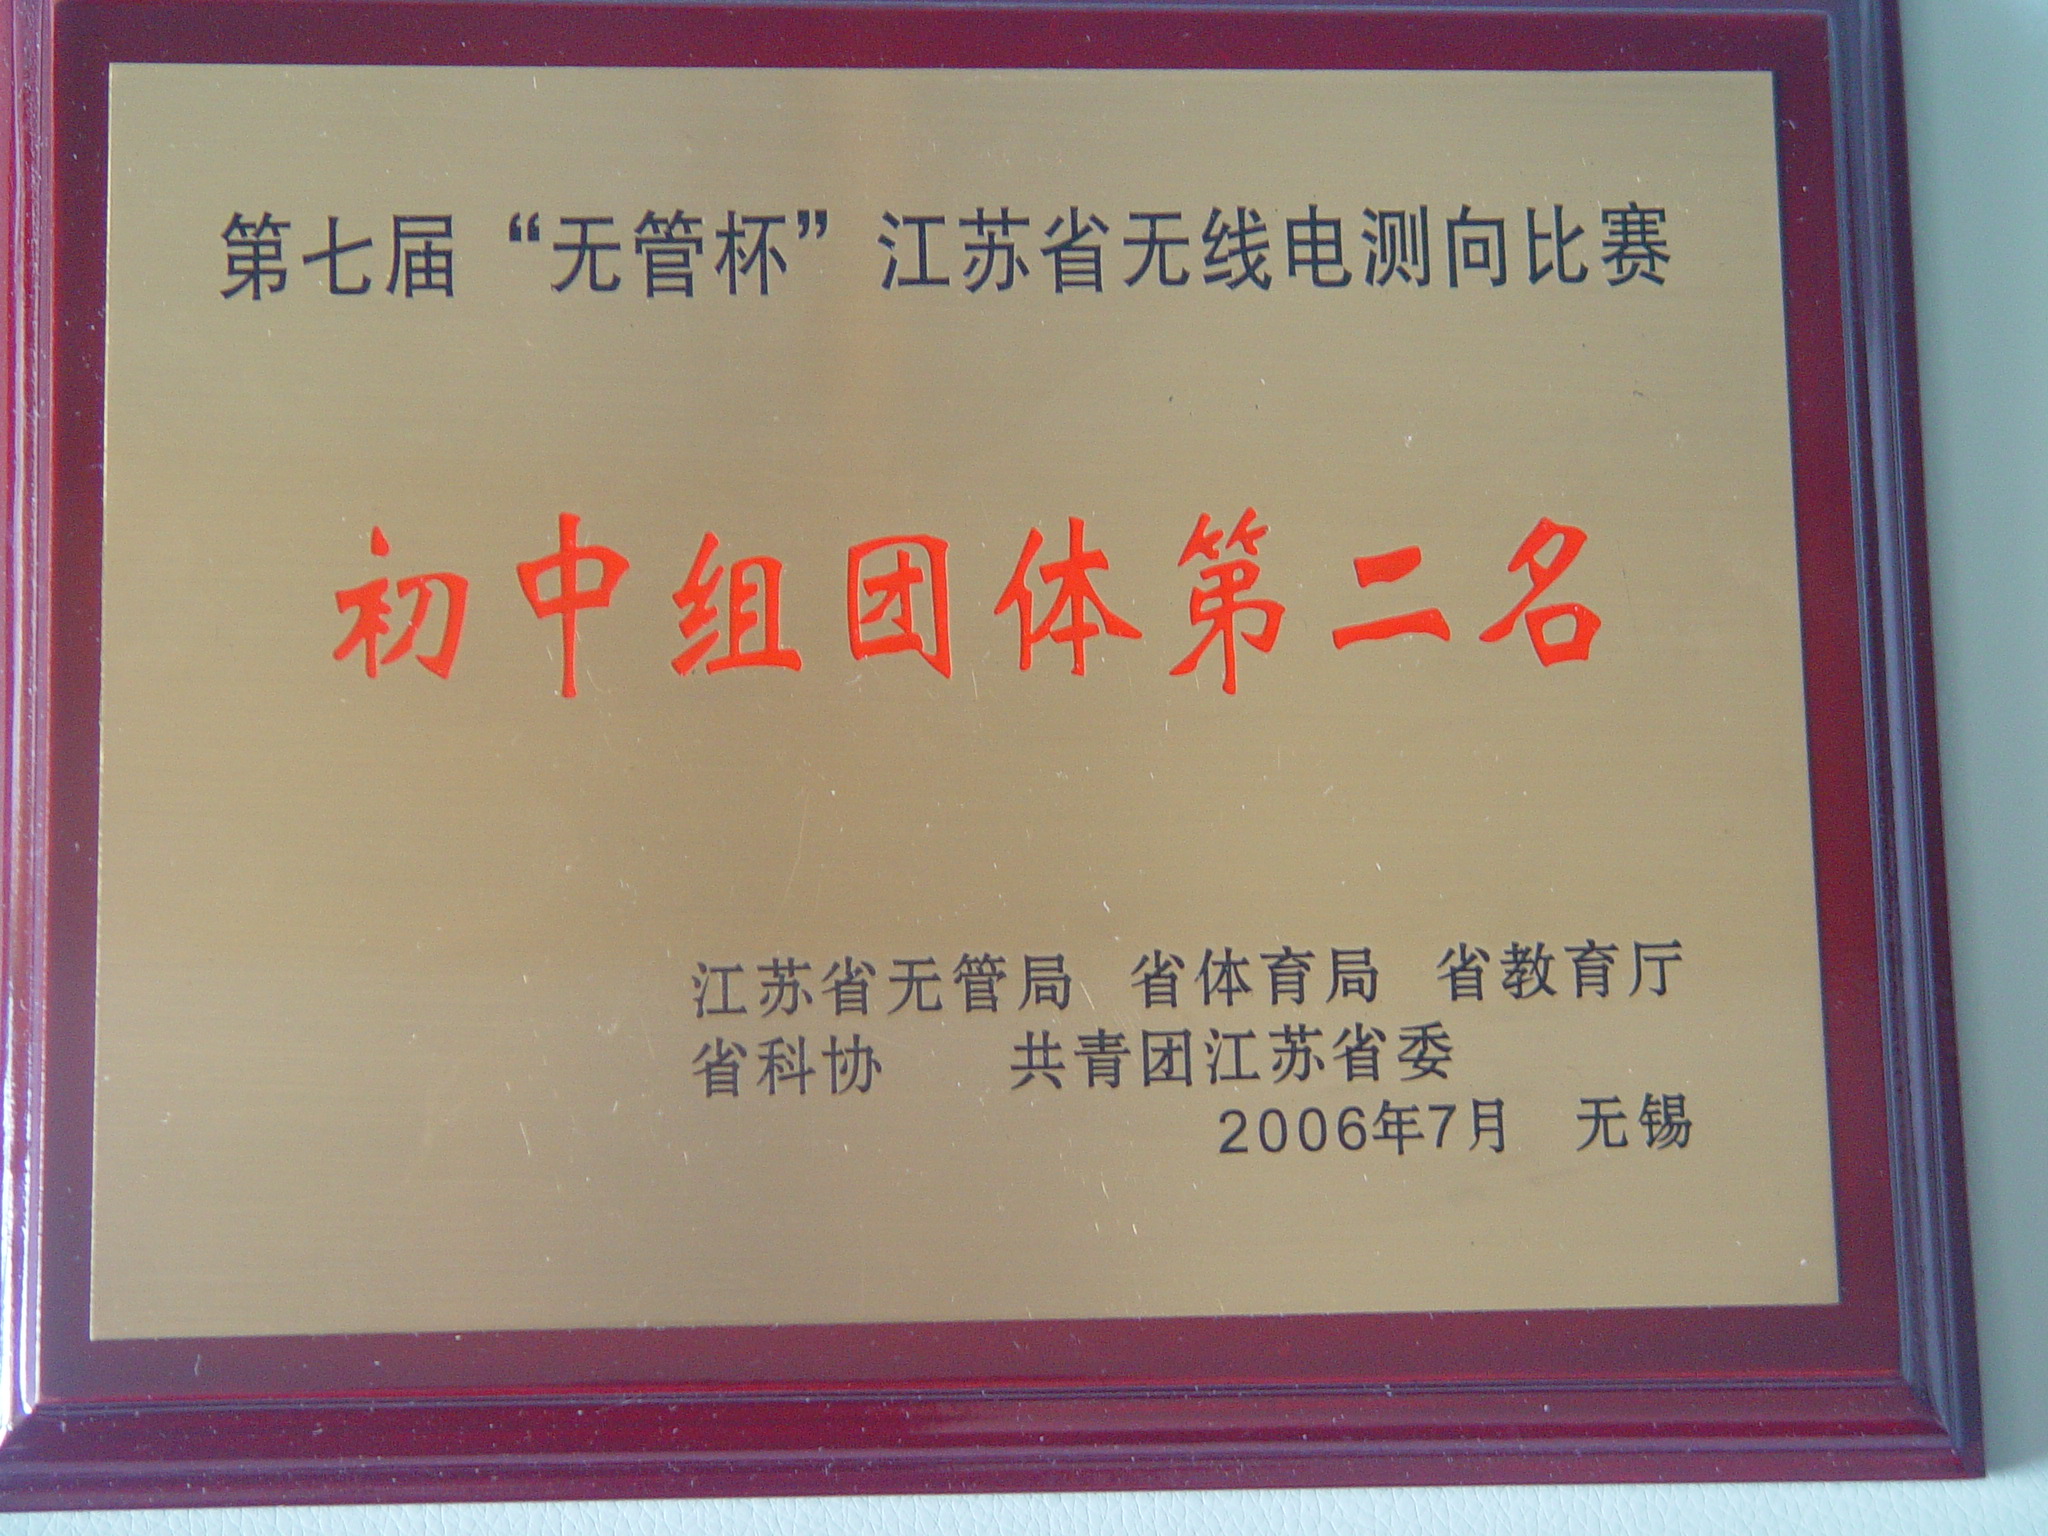 第七届“无管杯”江苏省无线电测向比赛
初中组团体第二名
江苏省无管局 省体育局 省教育厅
省科协 共青团江苏省委
2006年7月 无锡